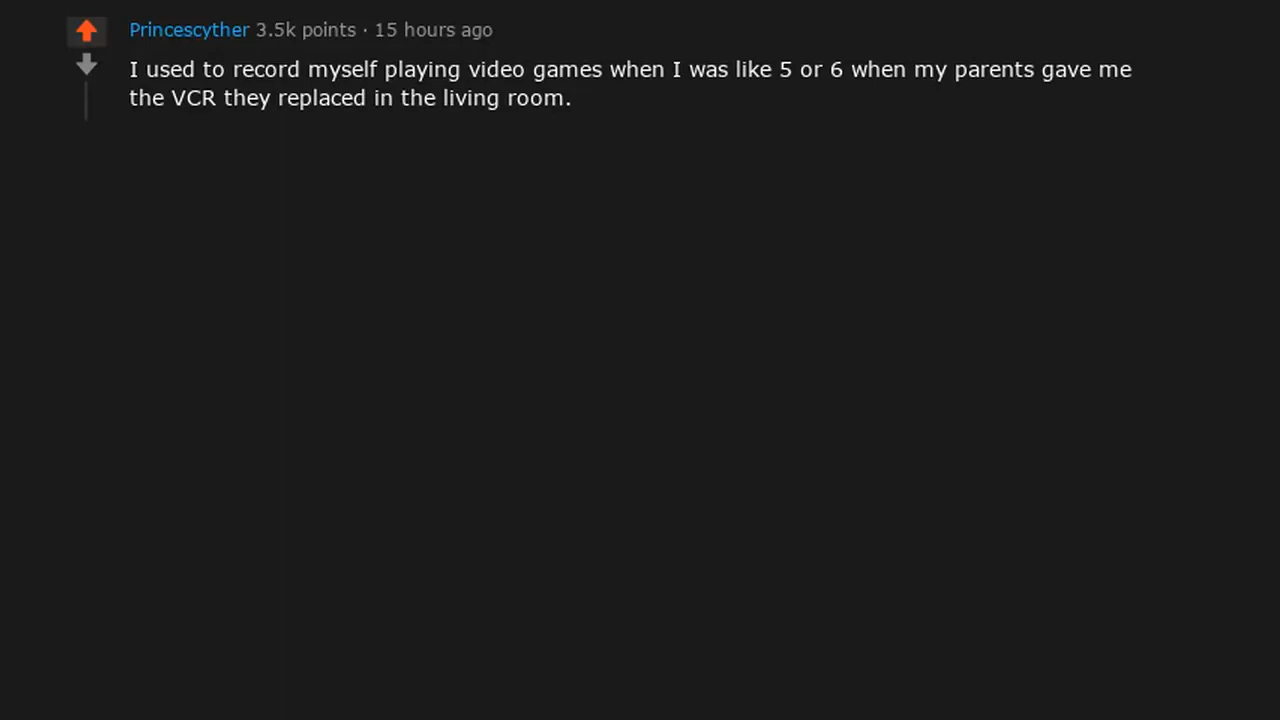 Princescyther 3.5k points · 15 hours ago
I used to record myself playing video games when I was like 5 or 6 when my parents gave me
the VCR they replaced in the living room.